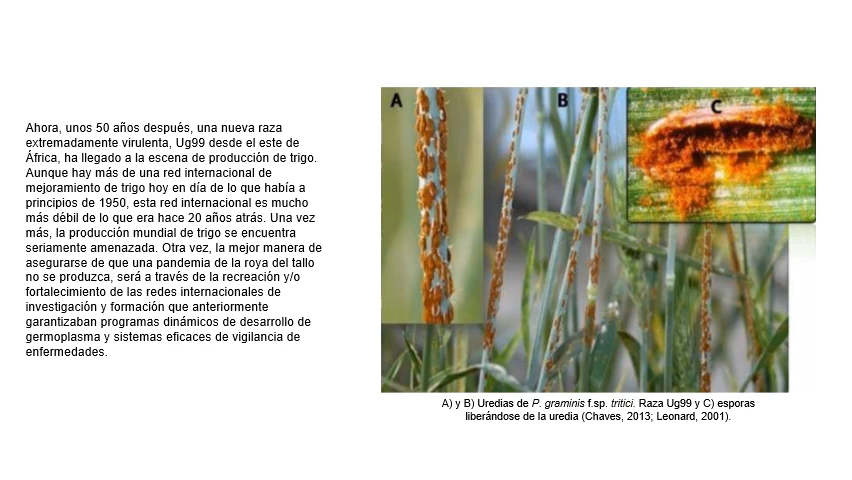 Ahora, unos 50 años después, una nueva raza
extremadamente virulenta, Ug99 desde el este de
África, ha llegado a la escena de producción de trigo.
Aunque hay más de una red internacional de
mejoramiento de trigo hoy en día de lo que había a
principios de 1950, esta red internacional es mucho
más débil de lo que era hace 20 años atrás. Una vez
más, la producción mundial de trigo se encuentra
seriamente amenazada. Otra vez, la mejor manera de
asegurarse de que una pandemia de la roya del tallo
no se produzca, será a través de la recreación y/o
fortalecimiento de las redes internacionales de
investigación y formación que anteriormente
garantizaban programas dinámicos de desarrollo de
germoplasma y sistemas eficaces de vigilancia de
enfermedades.
A
B
C
A) y B) Uredias de P. graminis f.sp. tritici. Raza Ug99 y C) esporas
liberándose de la uredia (Chaves, 2013; Leonard, 2001).